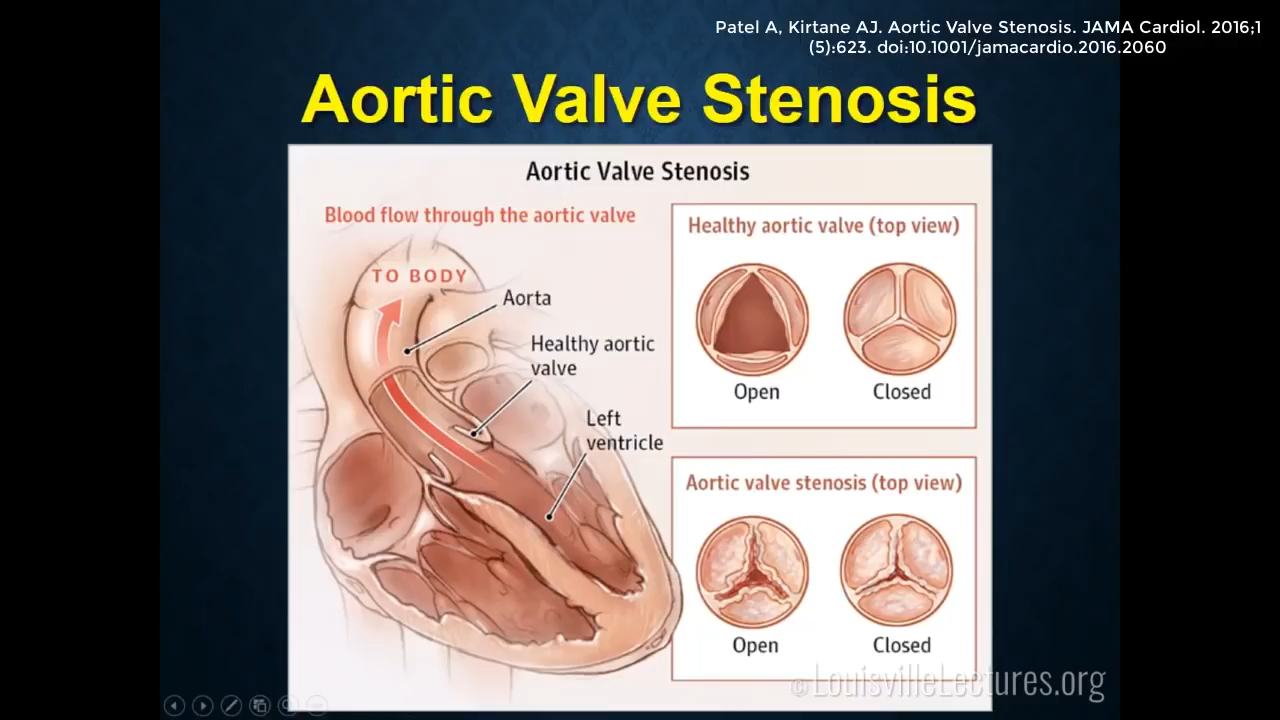 Patel A, Kirtane AJ. Aortic Valve Stenosis. JAMA Cardiol. 2016;1
(5):623. doi:10.1001/jamacardio.2016.2060
Aortic Valve Stenosis
Aortic Valve Stenosis
Blood flow through the aortic valve
TO BODY
Aorta
Healthy aortic
valve
Left
ventricle
Healthy aortic valve (top view)
Open
Closed
Aortic valve stenosis (top view)
Open
Closed
©LouisvilleLectures.org